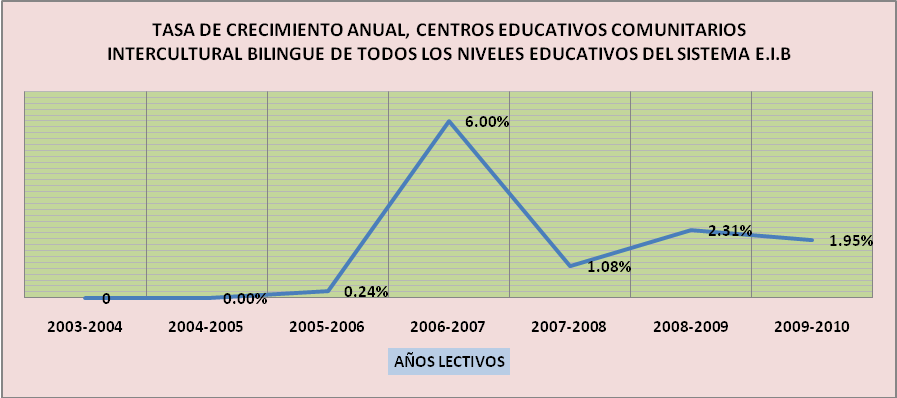 TASA DE CRECIMIENTO ANUAL, CENTROS EDUCATIVOS COMUNITARIOS
INTERCULTURAL BILINGUE DE TODOS LOS NIVELES EDUCATIVOS DEL SISTEMA E.I.B
6.00%
2.31%
1.95%
1.08%
0.24%
0
0.00%
2003-2004 2004-2005 2005-2006 2006-2007 2007-2008 2008-2009 2009-2010
AÑOS LECTIVOS